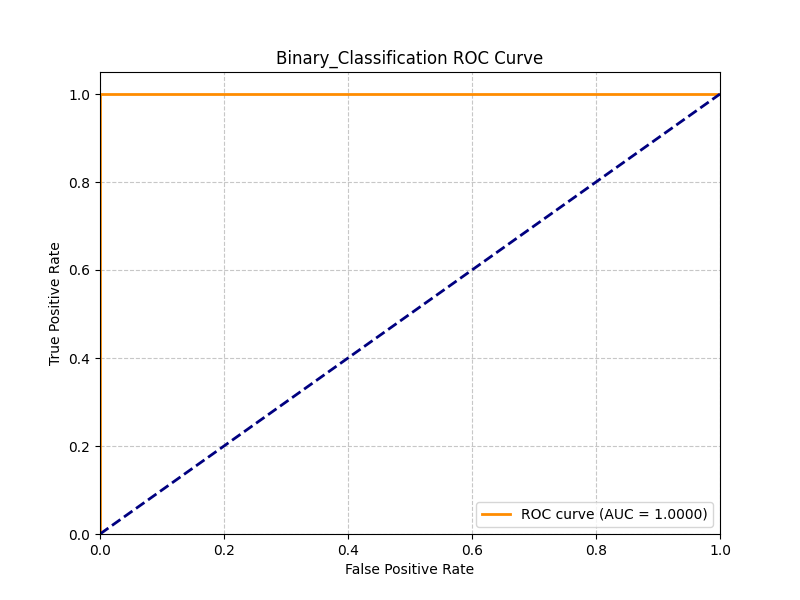 Binary_Classification ROC Curve
True Positive Rate
1.0
0.8
0.6
0.4
0.2
0.0
ROC curve (AUC = 1.0000)
0.0 0.2 0.4 0.6 0.8 1.0
False Positive Rate